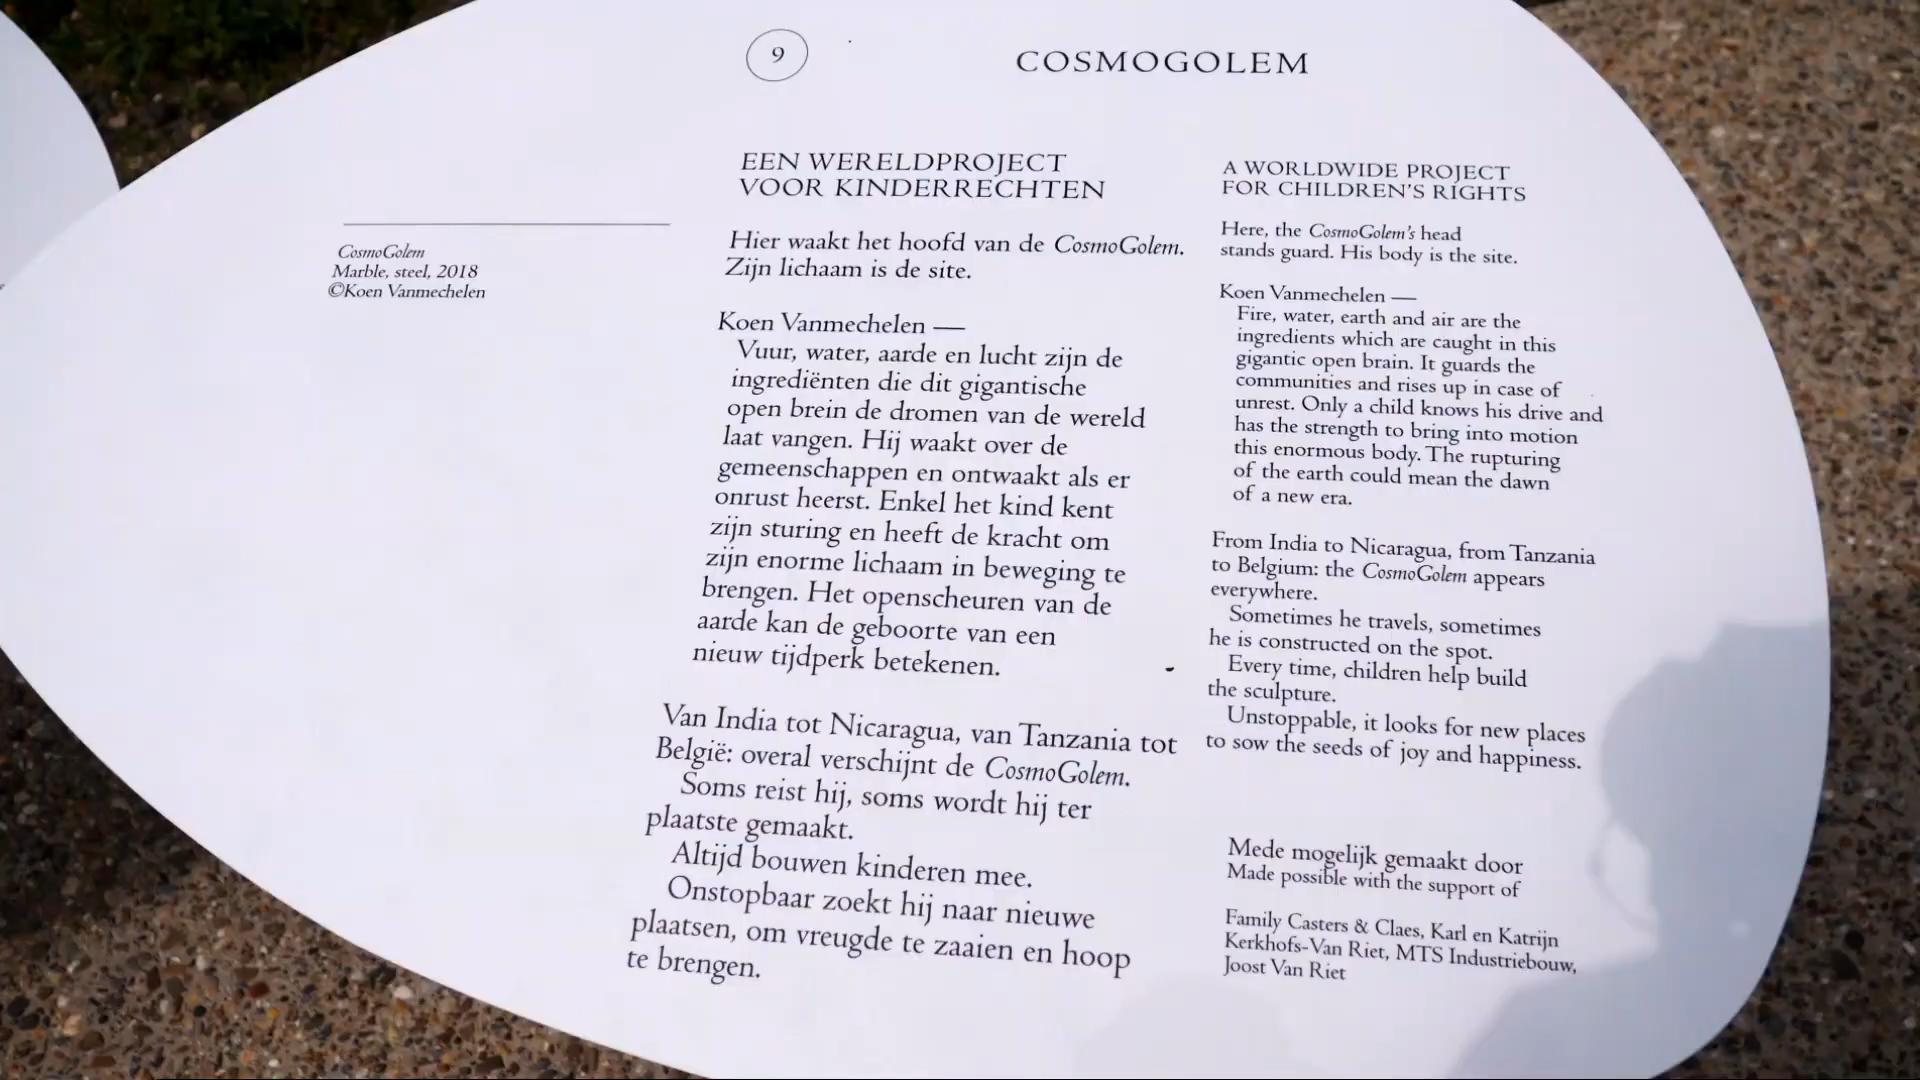 9
COSMOGOLEM
CosmoGolem
Marble, steel, 2018
©Koen Vanmechelen
EEN WERELDPROJECT
VOOR KINDERRECHTEN
Hier waakt het hoofd van de CosmoGolem.
Zijn lichaam is de site.
Koen Vanmechelen —
Vuur, water, aarde en lucht zijn de
ingrediënten die dit gigantische
open brein de dromen van de wereld
laat vangen. Hij waakt over de
gemeenschappen en ontwaakt als er
onrust heerst. Enkel het kind kent
zijn sturing en heeft de kracht om
zijn enorme lichaam in beweging te
brengen. Het openscheuren van de
aarde kan de geboorte van een
nieuw tijdperk betekenen.
Van India tot Nicaragua, van Tanzania tot
België: overal verschijnt de CosmoGolem.
Soms reist hij, soms wordt hij ter
plaatste gemaakt.
Altijd bouwen kinderen mee.
Onstopbaar zoekt hij naar nieuwe
plaatsen, om vreugde te zaaien en hoop
te brengen.
A WORLDWIDE PROJECT
FOR CHILDREN'S RIGHTS
Here, the CosmoGolem's head
stands guard. His body is the site.
Koen Vanmechelen —
Fire, water, earth and air are the
ingredients which are caught in this
gigantic open brain. It guards the
communities and rises up in case of
unrest. Only a child knows his drive and
has the strength to bring into motion
this enormous body. The rupturing
of the earth could mean the dawn
of a new era.
From India to Nicaragua, from Tanzania
to Belgium: the CosmoGolem appears
everywhere.
Sometimes he travels, sometimes
he is constructed on the spot.
Every time, children help build
the sculpture.
Unstoppable, it looks for new places
to sow the seeds of joy and happiness.
Mede mogelijk gemaakt door
Made possible with the support of
Family Casters & Claes, Karl en Katrijn
Kerkhofs-Van Riet, MTS Industriebouw,
Joost Van Riet